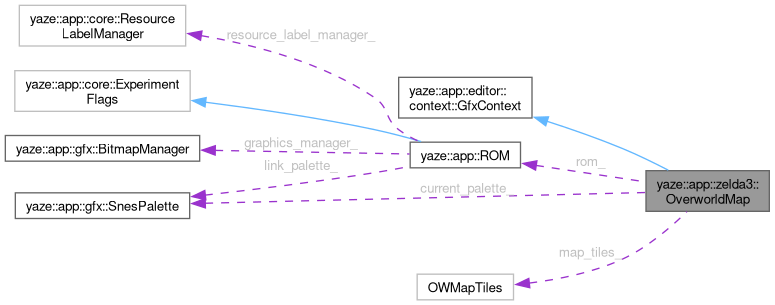 yaze::app::core::Resource
LabelManager
resource_label_manager_
yaze::app::core::Experiment
Flags
yaze::app::editor::
context::GfxContext
yaze::app::gfx::BitmapManager
graphics_manager_
yaze::app::ROM
link_palette_
rom_
yaze::app::zelda3::
OverworldMap
current_palette_
yaze::app::gfx::SnesPalette
map_tiles_
OWMapTiles